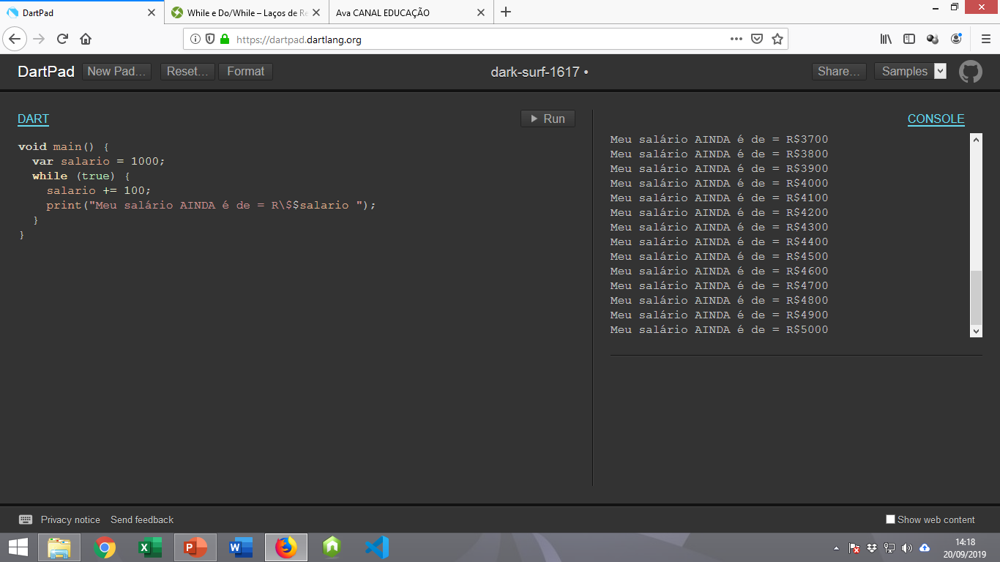 DartPad
While e Do/While – Laços de Re
Ava CANAL EDUCAÇÃO
https://dartpad.dartlang.org
DartPad
New Pad...
Reset...
Format
dark-surf-1617 •
Share...
Samples
DART
Run
CONSOLE
void main() {
var salario = 1000;
while (true) {
salario += 100;
print("Meu salário AINDA é de = R\$$salario ");
}
}
Meu salário AINDA é de = R$3700
Meu salário AINDA é de = R$3800
Meu salário AINDA é de = R$3900
Meu salário AINDA é de = R$4000
Meu salário AINDA é de = R$4100
Meu salário AINDA é de = R$4200
Meu salário AINDA é de = R$4300
Meu salário AINDA é de = R$4400
Meu salário AINDA é de = R$4500
Meu salário AINDA é de = R$4600
Meu salário AINDA é de = R$4700
Meu salário AINDA é de = R$4800
Meu salário AINDA é de = R$4900
Meu salário AINDA é de = R$5000
Privacy notice
Send feedback
Show web content
14:18
20/09/2019